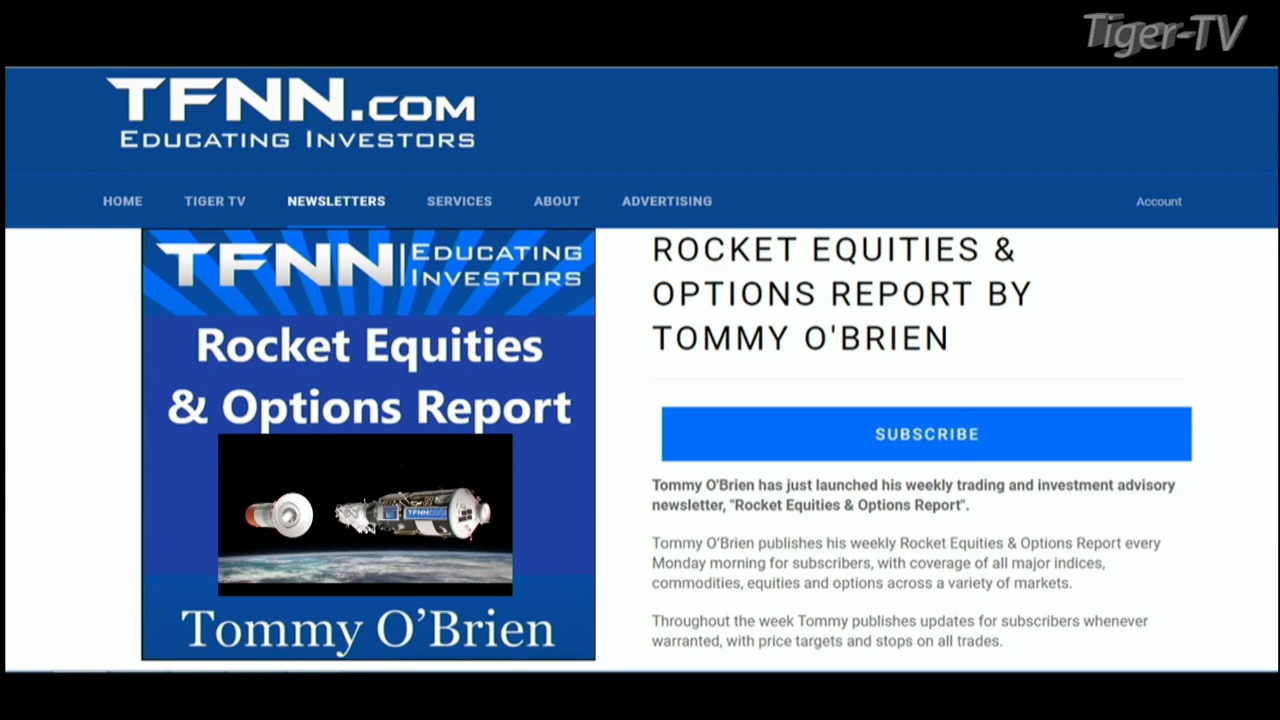 Tiger-TV
TFNN.COM
EDUCATING INVESTORS
HOME TIGER TV NEWSLETTERS SERVICES ABOUT ADVERTISING Account
TFNN EDUCATING
INVESTORS
Rocket Equities
& Options Report
TFNN
Tommy O’Brien
ROCKET EQUITIES &
OPTIONS REPORT BY
TOMMY O'BRIEN
SUBSCRIBE
Tommy O'Brien has just launched his weekly trading and investment advisory
newsletter, "Rocket Equities & Options Report".
Tommy O’Brien publishes his weekly Rocket Equities & Options Report every
Monday morning for subscribers, with coverage of all major indices,
commodities, equities and options across a variety of markets.
Throughout the week Tommy publishes updates for subscribers whenever
warranted, with price targets and stops on all trades.